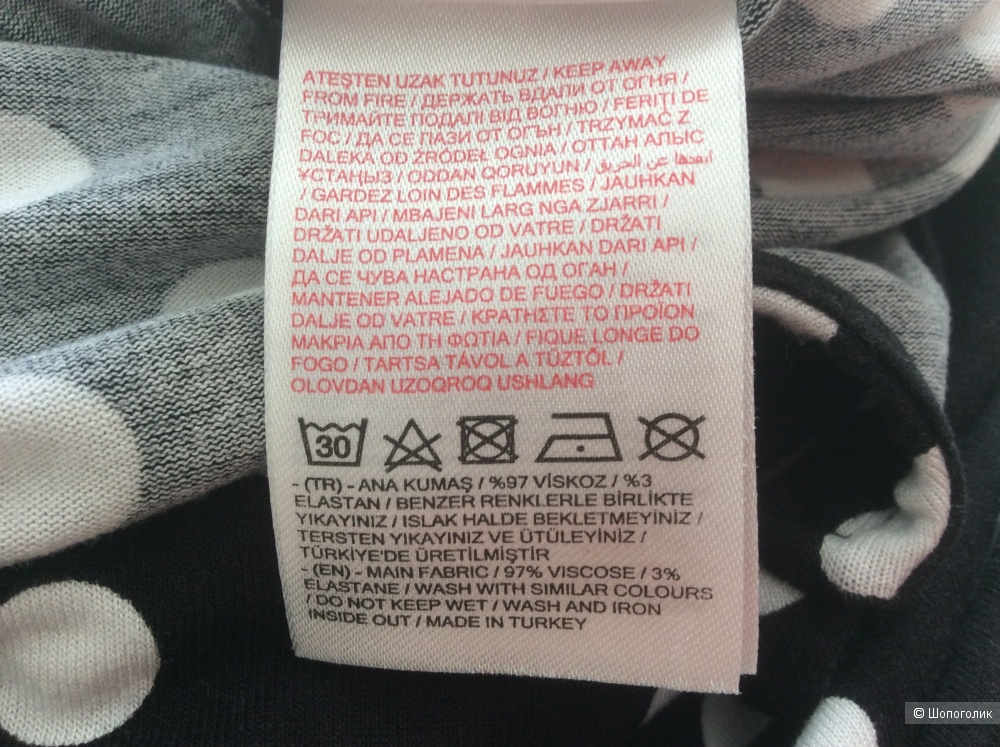 ATEŞTEN UZAK TUTUNUZ / KEEP AWAY
FROM FIRE / ДЕРЖАТЬ ВДАЛИ ОТ ОГНЯ /
ТРИМАЙТЕ ПОДАЛІ ВІД ВОГНЮ / FERIȚI DE
FOC / ДА СЕ ПАЗИ ОТ ОГЪН / TRZYMAĆ Z
DALEKA OD ŹRÓDEŁ OGNIA / ОТТАН АЛЫС
ҰСТАҢЫЗ / ODDAN QORUYUN / ابعدها عن الحريق
/ GARDEZ LOIN DES FLAMMES / JAUHKAN
DARI API / MBAJENI LARG NGA ZJARRI /
DRŽATI UDALJENO OD VATRE / DRŽATI
DALJE OD PLAMENA / JAUHKAN DARI API /
ДА СЕ ЧУВА НАСТРАНА ОД ОГАН /
MANTENER ALEJADO DE FUEGO / DRŽATI
DALJE OD VATRE / ΚΡΑΤΗΣΤΕ ΤΟ ΠΡΟΪΟΝ
ΜΑΚΡΙΑ ΑΠΟ ΤΗ ΦΩΤΙΑ / FIQUE LONGE DO
FOGO / TARTSA TÁVOL A TŰZTŐL /
OLOVDAN UZOQROQ USHLANG
30
- (TR) - ANA KUMAŞ / %97 VİSKOZ / %3
ELASTAN / BENZER RENKLERLE BİRLİKTE
YIKAYINIZ / ISLAK HALDE BEKLETMEYİNİZ /
TERSTEN YIKAYINIZ VE ÜTÜLEYİNİZ /
TÜRKİYE'DE ÜRETİLMİŞTİR
- (EN) - MAIN FABRIC / 97% VISCOSE / 3%
ELASTANE / WASH WITH SIMILAR COLOURS
/ DO NOT KEEP WET / WASH AND IRON
INSIDE OUT / MADE IN TURKEY
© Шопоголик